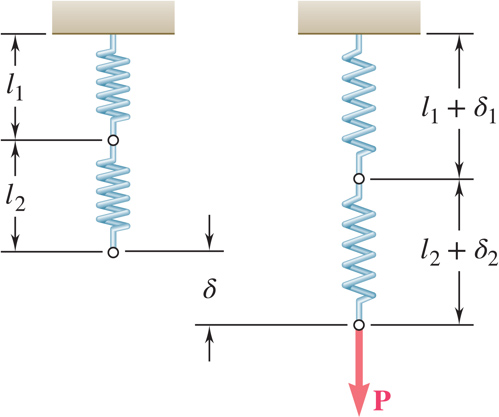 l₁
l₂
δ
l₁ + δ₁
l₂ + δ₂
P